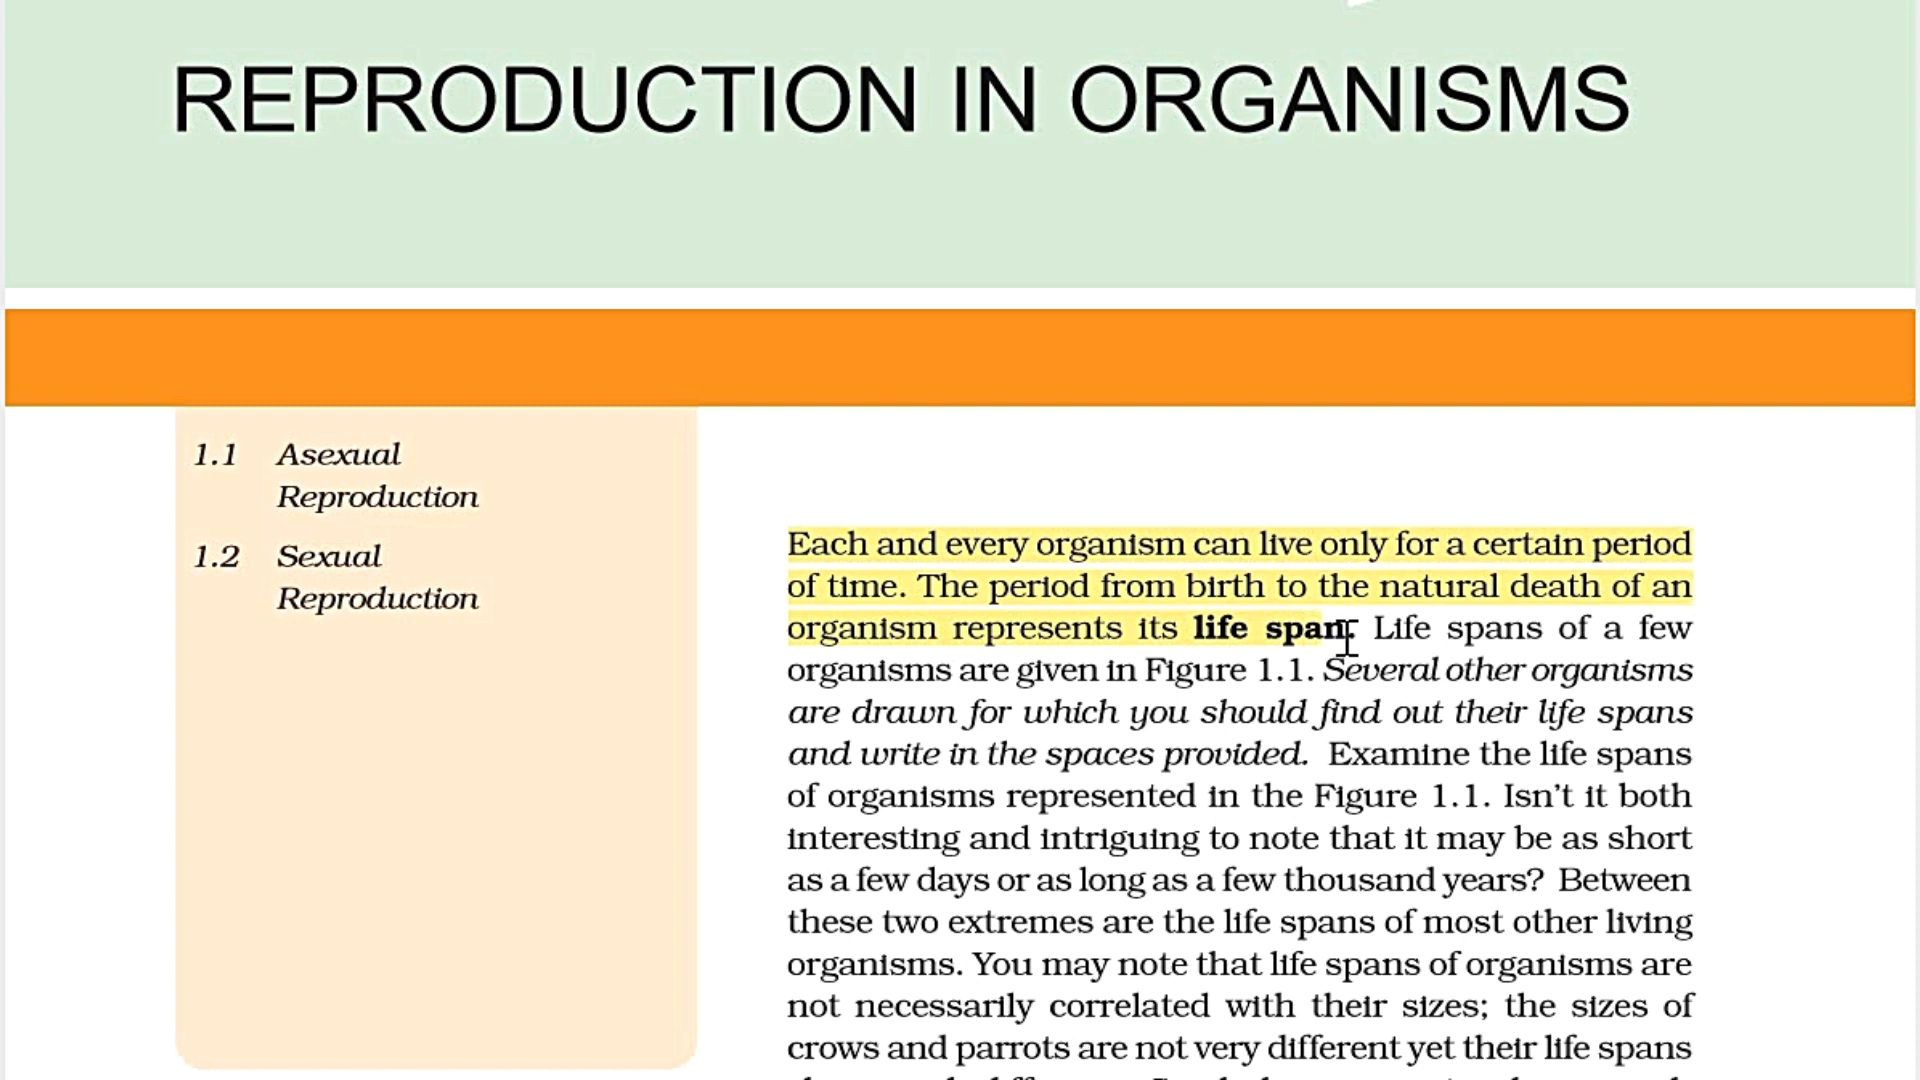 REPRODUCTION IN ORGANISMS
1.1 Asexual
Reproduction
1.2 Sexual
Reproduction
Each and every organism can live only for a certain period
of time. The period from birth to the natural death of an
organism represents its life span. Life spans of a few
organisms are given in Figure 1.1. Several other organisms
are drawn for which you should find out their life spans
and write in the spaces provided. Examine the life spans
of organisms represented in the Figure 1.1. Isn’t it both
interesting and intriguing to note that it may be as short
as a few days or as long as a few thousand years? Between
these two extremes are the life spans of most other living
organisms. You may note that life spans of organisms are
not necessarily correlated with their sizes; the sizes of
crows and parrots are not very different yet their life spans